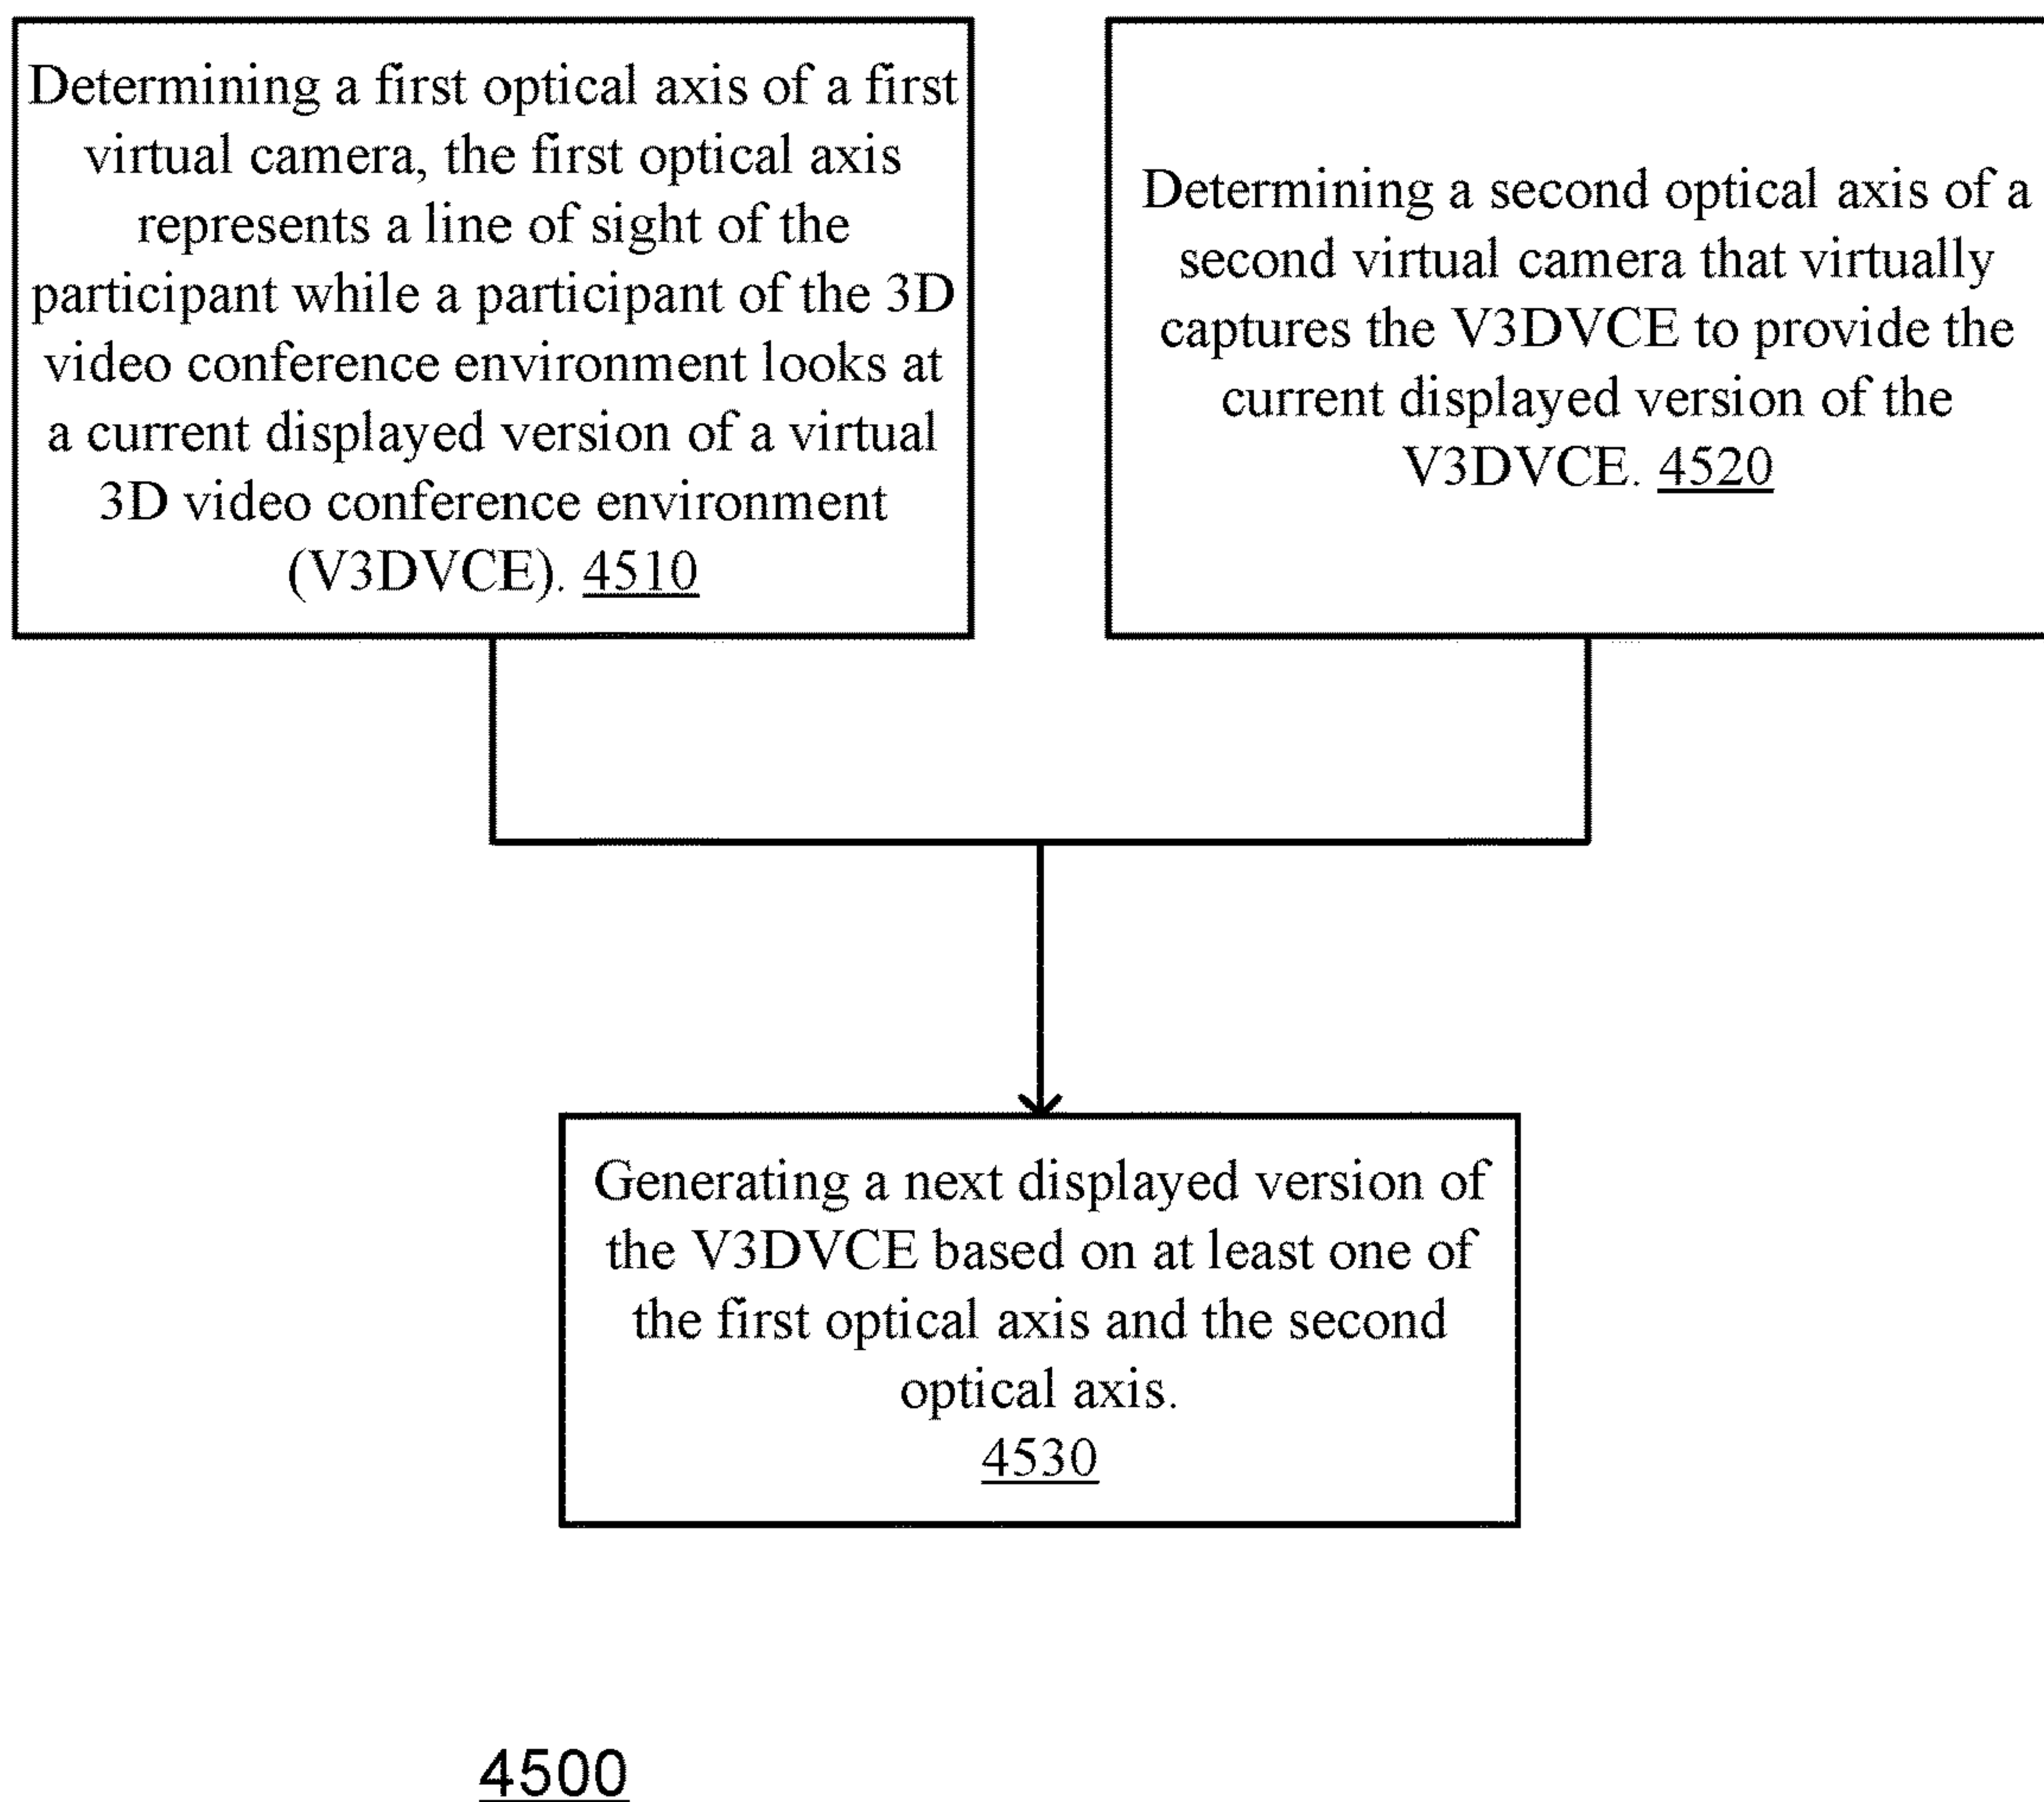 Determining a first optical axis of a first
virtual camera, the first optical axis
represents a line of sight of the
participant while a participant of the 3D
video conference environment looks at
a current displayed version of a virtual
3D video conference environment
(V3DVCE). 4510
Determining a second optical axis of a
second virtual camera that virtually
captures the V3DVCE to provide the
current displayed version of the
V3DVCE. 4520
Generating a next displayed version of
the V3DVCE based on at least one of
the first optical axis and the second
optical axis.
4530
4500